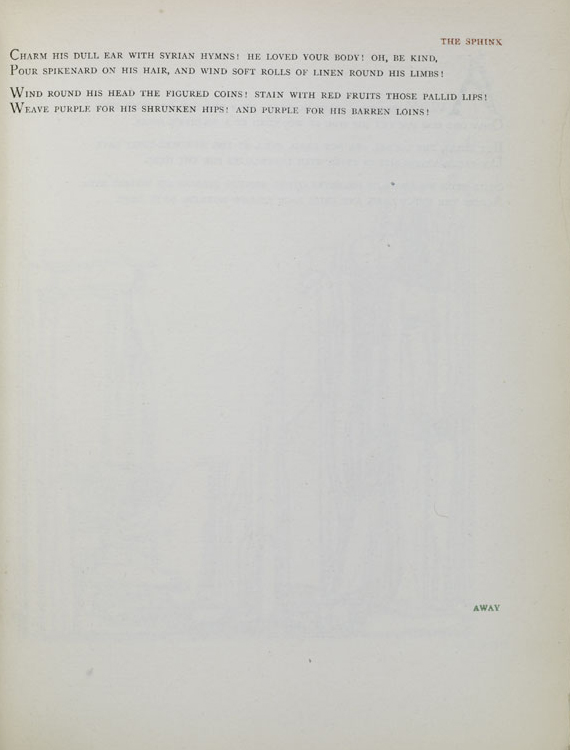 THE SPHINX
CHARM HIS DULL EAR WITH SYRIAN HYMNS! HE LOVED YOUR BODY! OH, BE KIND,
POUR SPIKENARD ON HIS HAIR, AND WIND SOFT ROLLS OF LINEN ROUND HIS LIMBS!
WIND ROUND HIS HEAD THE FIGURED COINS! STAIN WITH RED FRUITS THOSE PALLID LIPS!
WEAVE PURPLE FOR HIS SHRUNKEN HIPS! AND PURPLE FOR HIS BARREN LOINS!
AWAY